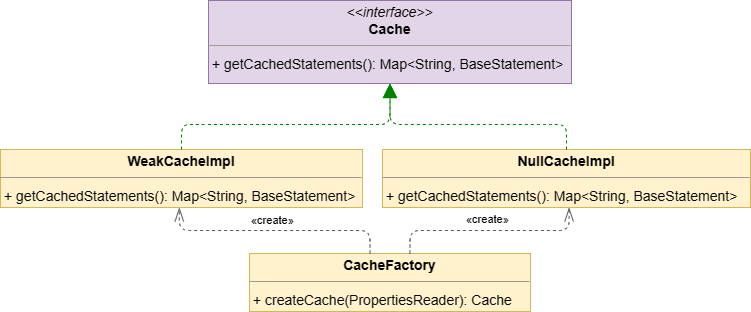 <<interface>>
Cache
+ getCachedStatements(): Map<String, BaseStatement>
WeakCacheImpl
+ getCachedStatements(): Map<String, BaseStatement>
NullCacheImpl
+ getCachedStatements(): Map<String, BaseStatement>
«create»
«create»
CacheFactory
+ createCache(PropertiesReader): Cache